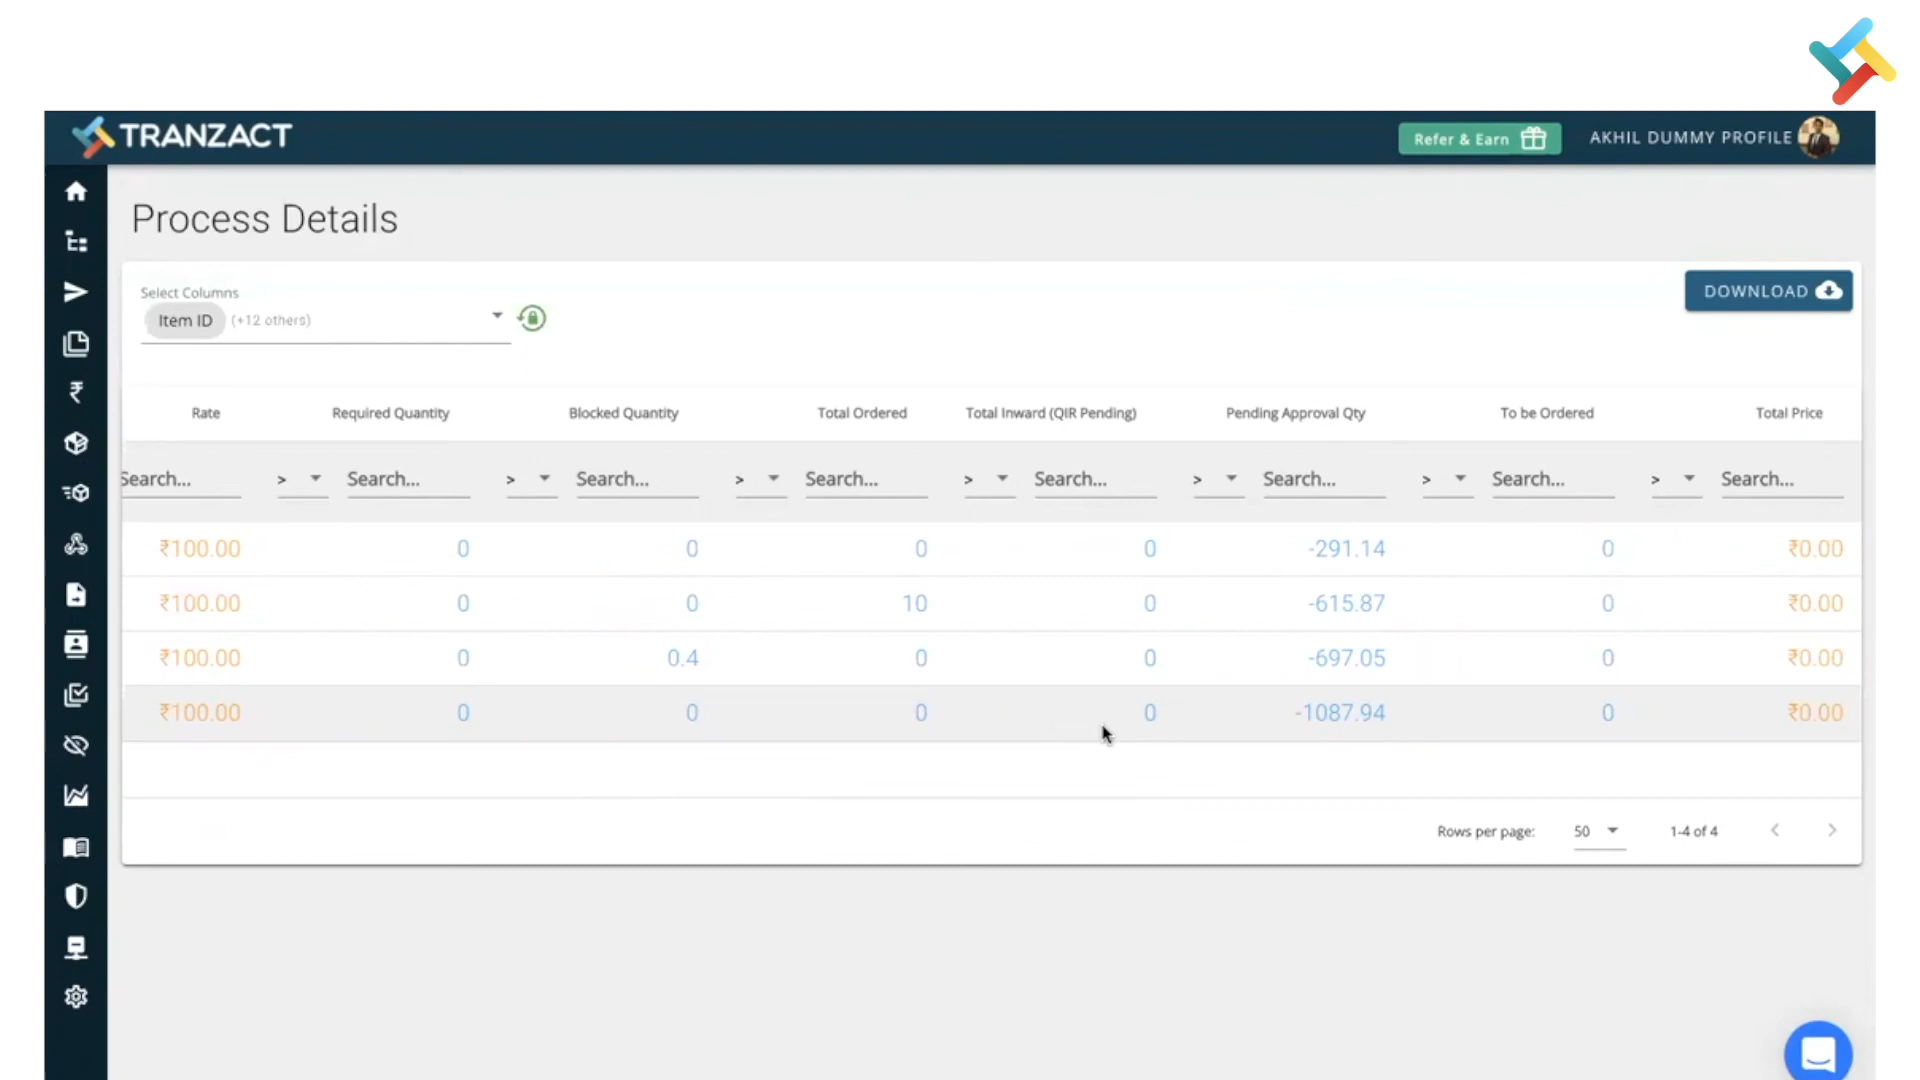 TRANZACT
Refer & Earn
AKHIL DUMMY PROFILE
Process Details
Select Columns
Item ID (+12 others)
DOWNLOAD
Rate Required Quantity Blocked Quantity Total Ordered Total Inward (QIR Pending) Pending Approval Qty To be Ordered Total Price
Search... > Search... > Search... > Search... > Search... > Search... > Search... > Search...
₹100.00 0 0 0 0 -291.14 0 ₹0.00
₹100.00 0 0 10 0 -615.87 0 ₹0.00
₹100.00 0 0.4 0 0 -697.05 0 ₹0.00
₹100.00 0 0 0 0 -1087.94 0 ₹0.00
Rows per page: 50 1-4 of 4